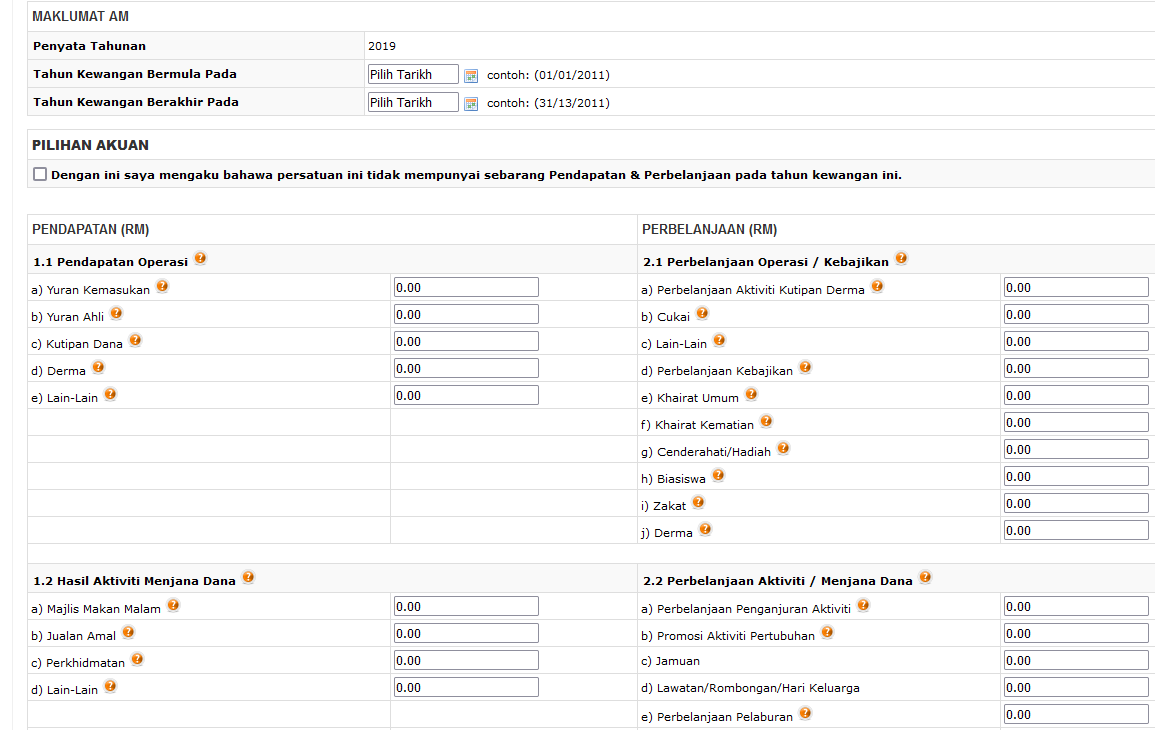 MAKLUMAT AM
Penyata Tahunan 2019
Tahun Kewangan Bermula Pada Pilih Tarikh contoh: (01/01/2011)
Tahun Kewangan Berakhir Pada Pilih Tarikh contoh: (31/13/2011)
PILIHAN AKUAN
Dengan ini saya mengaku bahawa persatuan ini tidak mempunyai sebarang Pendapatan & Perbelanjaan pada tahun kewangan ini.
PENDAPATAN (RM) PERBELANJAAN (RM)
1.1 Pendapatan Operasi ? 2.1 Perbelanjaan Operasi / Kebajikan ?
a) Yuran Kemasukan ? 0.00 a) Perbelanjaan Aktiviti Kutipan Derma ? 0.00
b) Yuran Ahli ? 0.00 b) Cukai ? 0.00
c) Kutipan Dana ? 0.00 c) Lain-Lain ? 0.00
d) Derma ? 0.00 d) Perbelanjaan Kebajikan ? 0.00
e) Lain-Lain ? 0.00 e) Khairat Umum ? 0.00
f) Khairat Kematian ? 0.00
g) Cenderahati/Hadiah ? 0.00
h) Biasiswa ? 0.00
i) Zakat ? 0.00
j) Derma ? 0.00
1.2 Hasil Aktiviti Menjana Dana ? 2.2 Perbelanjaan Aktiviti / Menjana Dana ?
a) Majlis Makan Malam ? 0.00 a) Perbelanjaan Penganjuran Aktiviti ? 0.00
b) Jualan Amal ? 0.00 b) Promosi Aktiviti Pertubuhan ? 0.00
c) Perkhidmatan ? 0.00 c) Jamuan 0.00
d) Lain-Lain ? 0.00 d) Lawatan/Rombongan/Hari Keluarga 0.00
e) Perbelanjaan Pelaburan ? 0.00